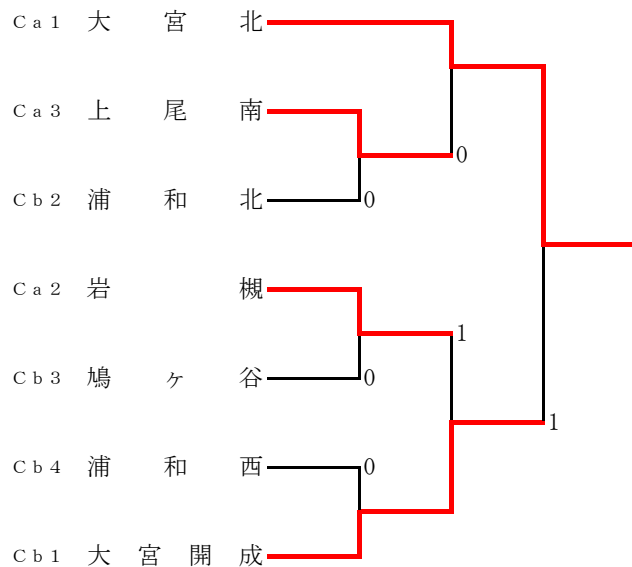 Ca1 大宮北
Ca3 上尾南
0
Cb2 浦和北 0
Ca2 岩槻
1
Cb3 鳩ヶ谷 0
1
Cb4 浦和西 0
Cb1 大宮開成